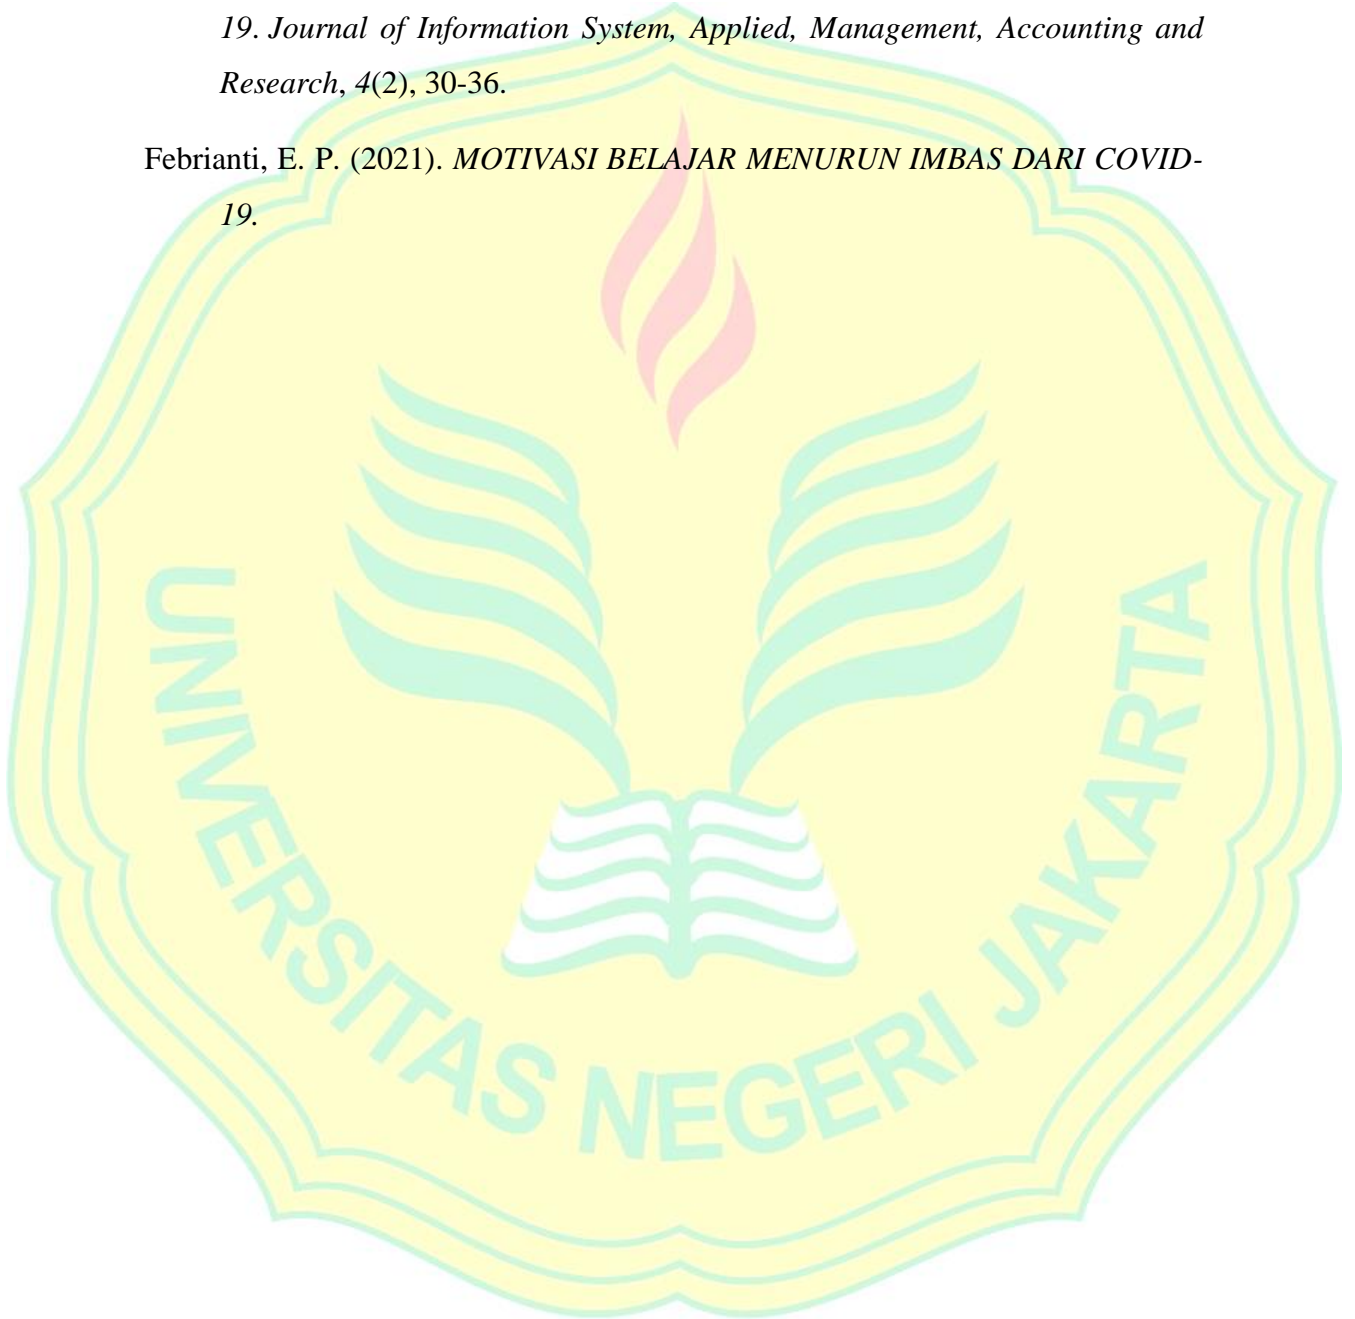 19. Journal of Information System, Applied, Management, Accounting and
Research, 4(2), 30-36.
Febrianti, E. P. (2021). MOTIVASI BELAJAR MENURUN IMBAS DARI COVID-
19.
UNIVERSITAS NEGERI JAKARTA